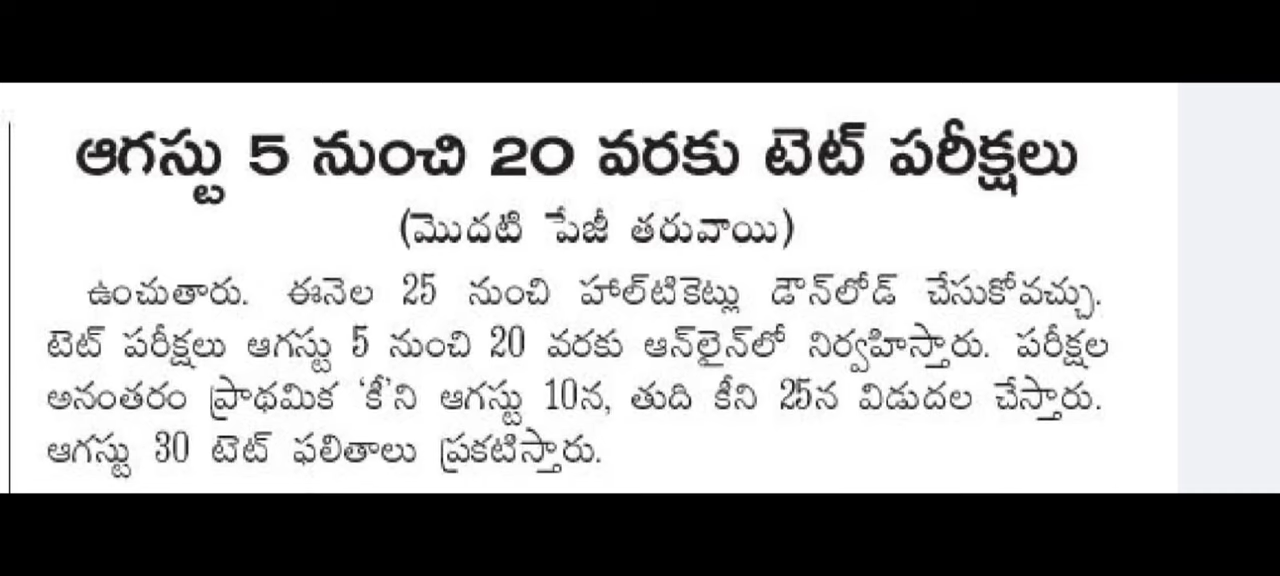 ఆగస్టు 5 నుంచి 20 వరకు టెట్ పరీక్షలు
(మొదటి పేజీ తరువాయి)
ఉంచుతారు. ఈనెల 25 నుంచి హాల్‌టికెట్లు డౌన్‌లోడ్ చేసుకోవచ్చు.
టెట్ పరీక్షలు ఆగస్టు 5 నుంచి 20 వరకు ఆన్‌లైన్‌లో నిర్వహిస్తారు. పరీక్షల
అనంతరం ప్రాథమిక ‘కీ’ని ఆగస్టు 10న, తుది కీని 25న విడుదల చేస్తారు.
ఆగస్టు 30 టెట్ ఫలితాలు ప్రకటిస్తారు.